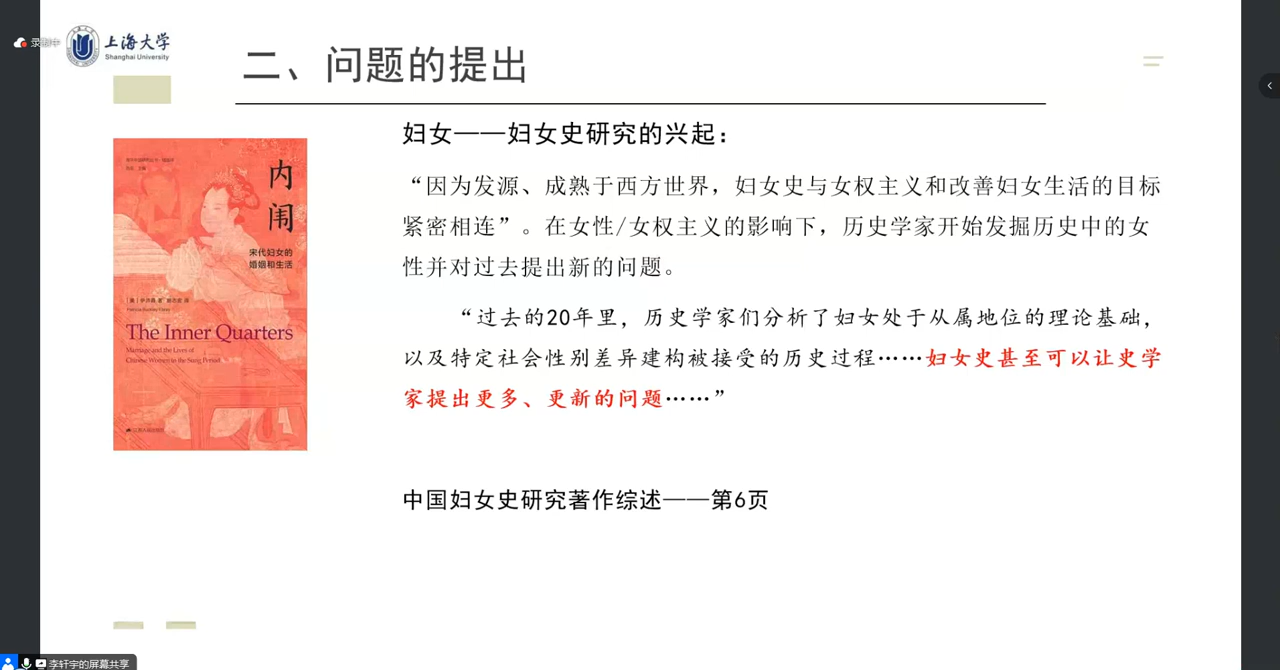 录制中
上海大学
Shanghai University
二、问题的提出
妇女——妇女史研究的兴起：
“因为发源、成熟于西方世界，妇女史与女权主义和改善妇女生活的目标
紧密相连”。在女性/女权主义的影响下，历史学家开始发掘历史中的女
性并对过去提出新的问题。
“过去的20年里，历史学家们分析了妇女处于从属地位的理论基础，
以及特定社会性别差异建构被接受的历史过程……妇女史甚至可以让史学
家提出更多、更新的问题……”
中国妇女史研究著作综述——第6页
内
闱
宋代妇女的
婚姻和生活
The Inner Quarters
Marriage and the Lives of
Chinese Women in the Sung Period
李轩宇的屏幕共享